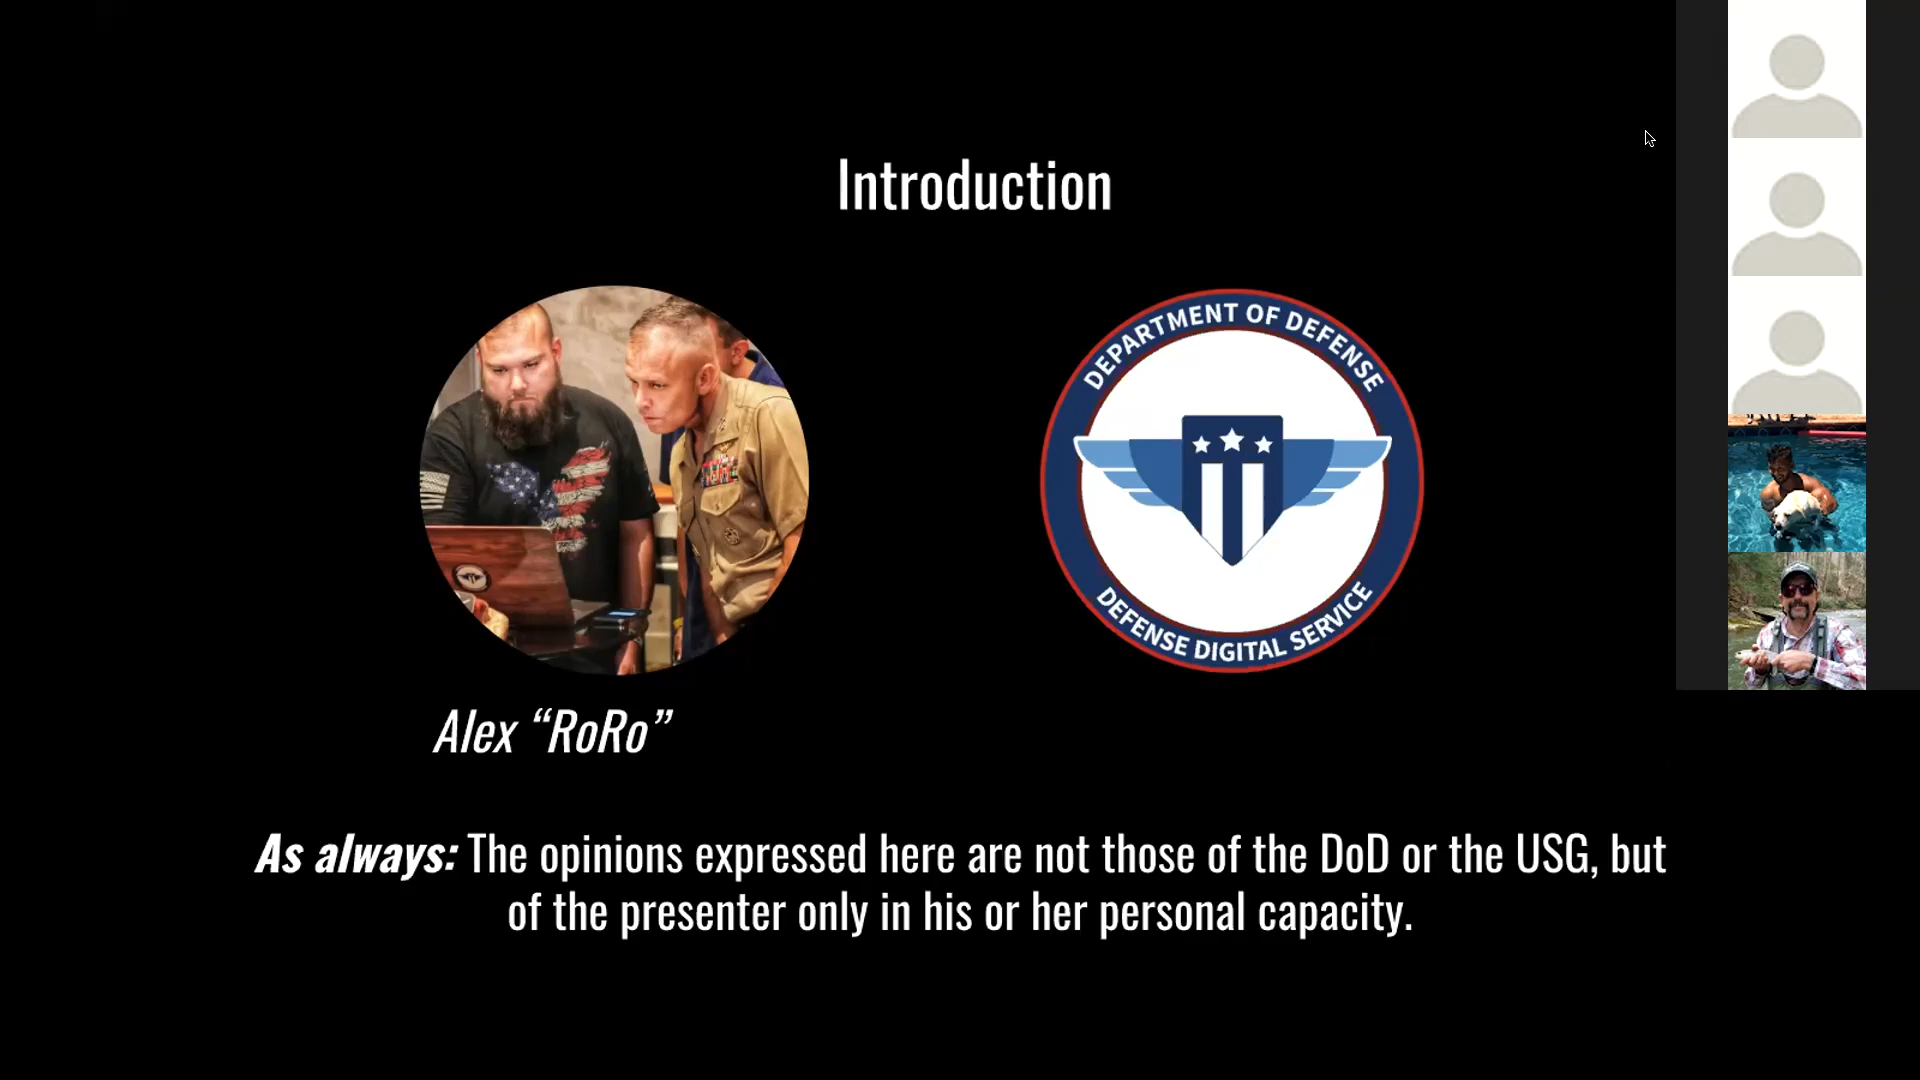 Introduction
DEPARTMENT OF DEFENSE
DEFENSE DIGITAL SERVICE
Alex “RoRo”
As always: The opinions expressed here are not those of the DoD or the USG, but
of the presenter only in his or her personal capacity.